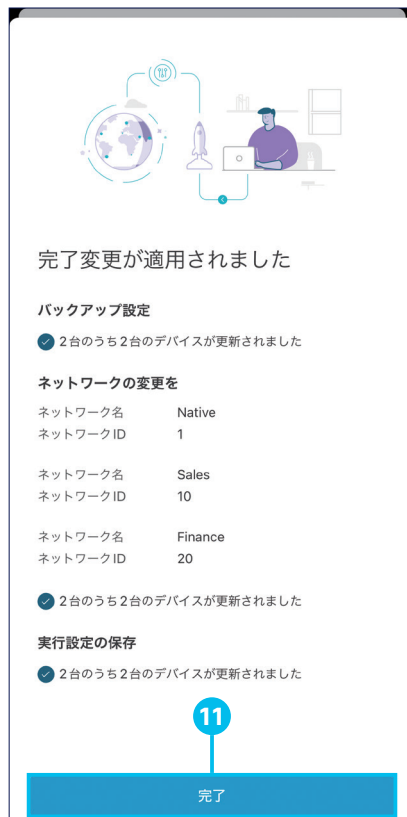 完了変更が適用されました
バックアップ設定
2台のうち2台のデバイスが更新されました
ネットワークの変更を
ネットワーク名 Native
ネットワークID 1
ネットワーク名 Sales
ネットワークID 10
ネットワーク名 Finance
ネットワークID 20
2台のうち2台のデバイスが更新されました
実行設定の保存
2台のうち2台のデバイスが更新されました
11
完了